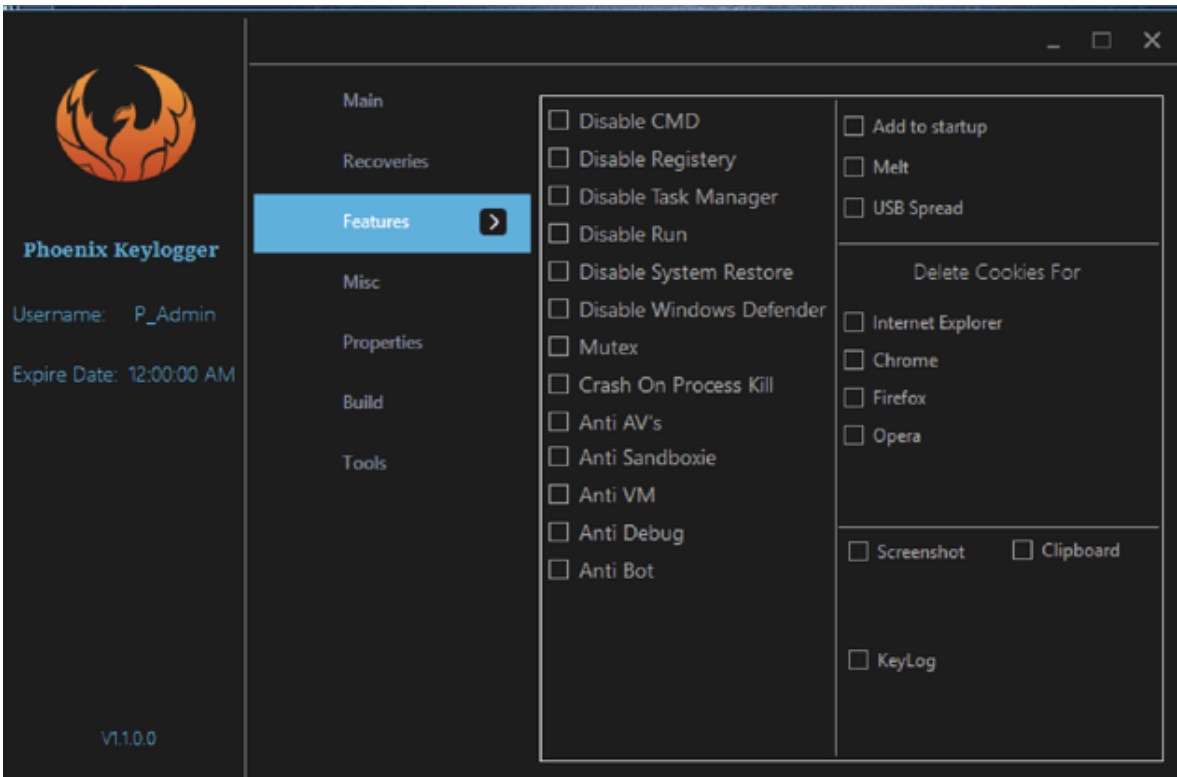 Phoenix Keylogger
Username: P_Admin
Expire Date: 12:00:00 AM
V1.1.0.0
Main
Recoveries
Features
Misc
Properties
Build
Tools
Disable CMD
Disable Registery
Disable Task Manager
Disable Run
Disable System Restore
Disable Windows Defender
Mutex
Crash On Process Kill
Anti AV's
Anti Sandboxie
Anti VM
Anti Debug
Anti Bot
Add to startup
Melt
USB Spread
Delete Cookies For
Internet Explorer
Chrome
Firefox
Opera
Screenshot Clipboard
KeyLog